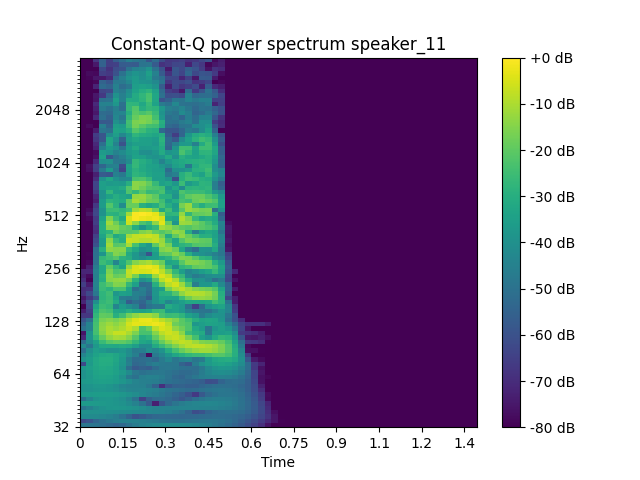 Constant-Q power spectrum speaker_11
Hz
2048
1024
512
256
128
64
32
0 0.15 0.3 0.45 0.6 0.75 0.9 1.1 1.2 1.4
Time
+0 dB
-10 dB
-20 dB
-30 dB
-40 dB
-50 dB
-60 dB
-70 dB
-80 dB